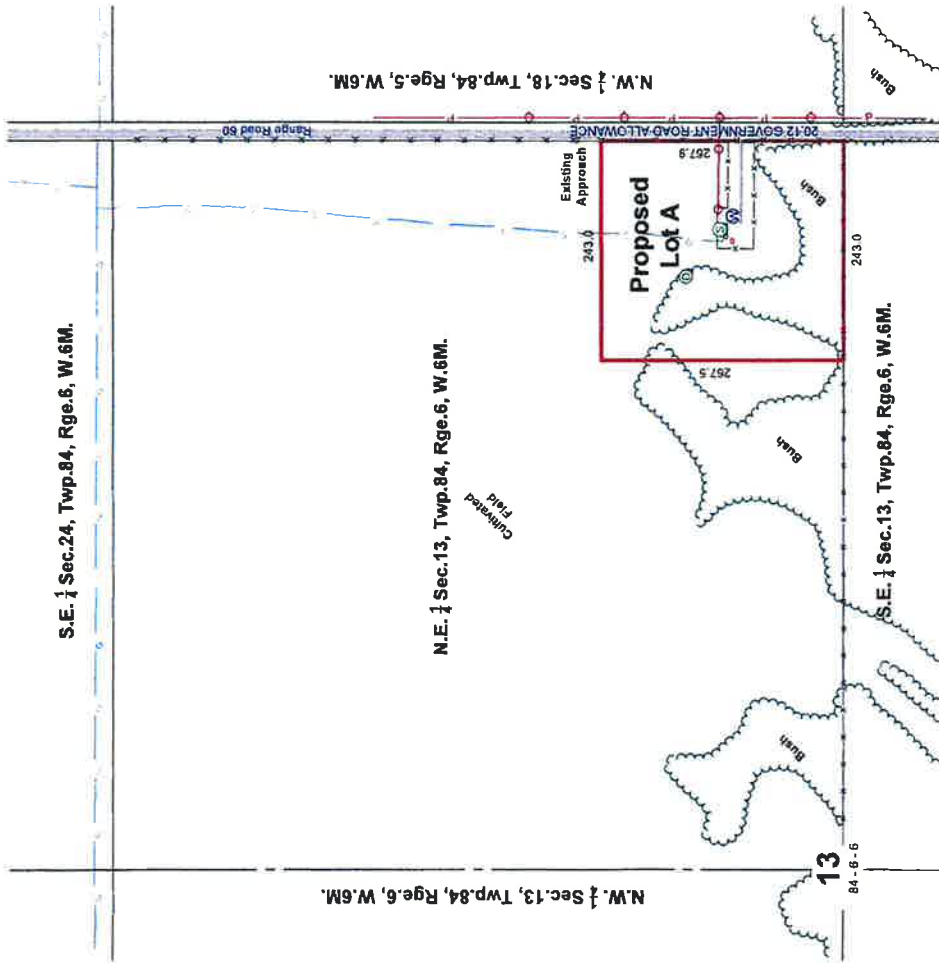 S.E. ¼ Sec.24, Twp.84, Rge.6, W.6M.
N.W. ¼ Sec.18, Twp.84, Rge.5, W.6M.
Range Road 60
20.12 GOVERNMENT ROAD ALLOWANCE
Bush
Existing
Approach
243.0
Proposed
Lot A
267.9
S
W
D
Bush
267.5
243.0
N.E. ¼ Sec.13, Twp.84, Rge.6, W.6M.
Cultivated
Field
Bush
S.E. ¼ Sec.13, Twp.84, Rge.6, W.6M.
Bush
N.W. ¼ Sec.13, Twp.84, Rge.6, W.6M.
13
84-6-6